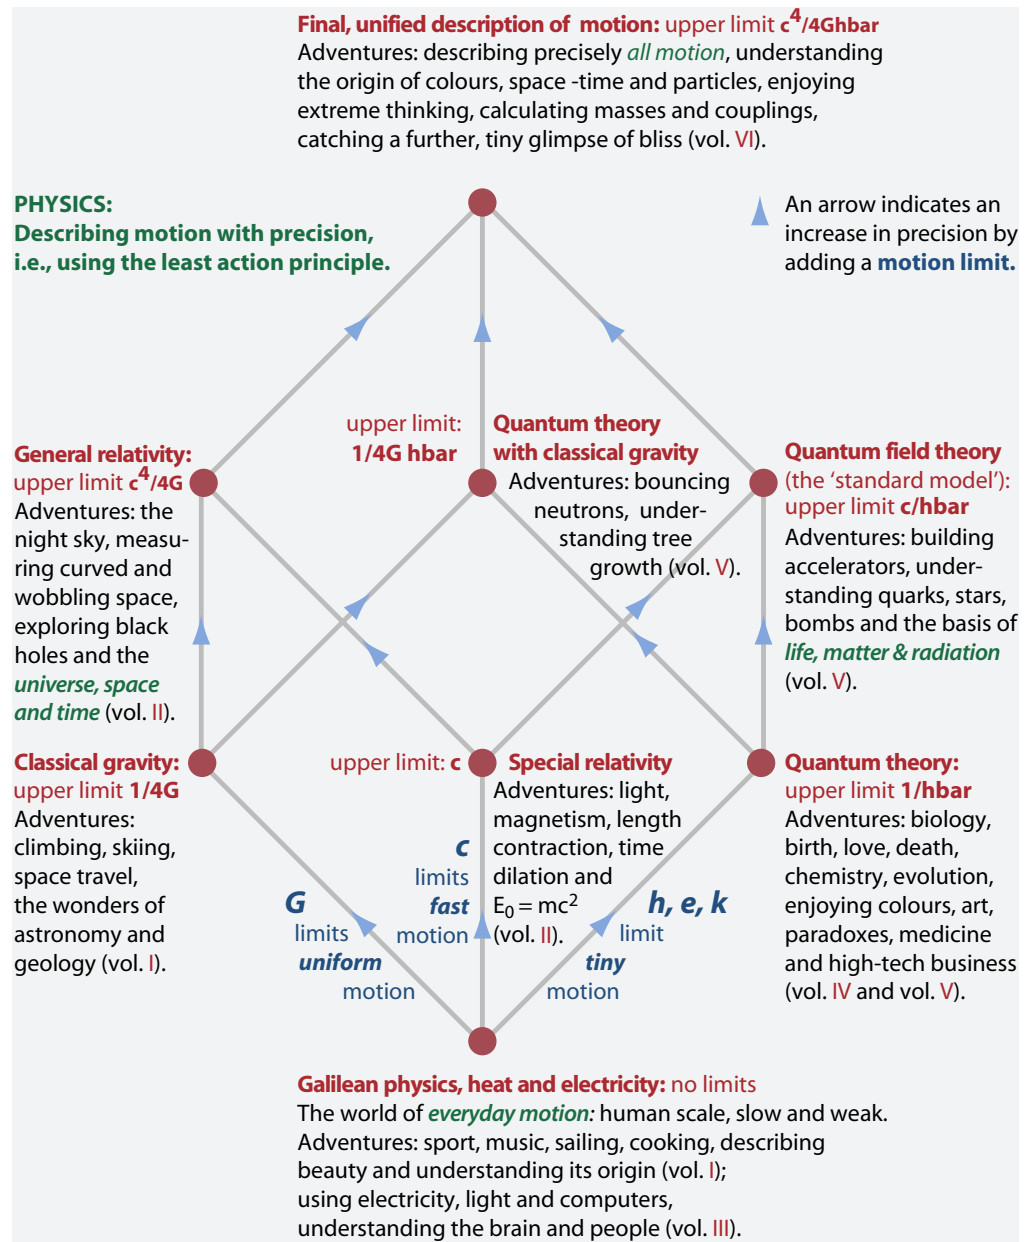 Final, unified description of motion: upper limit c⁴/4Ghbar
Adventures: describing precisely all motion, understanding
the origin of colours, space -time and particles, enjoying
extreme thinking, calculating masses and couplings,
catching a further, tiny glimpse of bliss (vol. VI).
PHYSICS:
Describing motion with precision,
i.e., using the least action principle.
An arrow indicates an
increase in precision by
adding a motion limit.
General relativity:
upper limit c⁴/4G
Adventures: the
night sky, measu-
ring curved and
wobbling space,
exploring black
holes and the
universe, space
and time (vol. II).
upper limit:
1/4G hbar
Quantum theory
with classical gravity
Adventures: bouncing
neutrons, under-
standing tree
growth (vol. V).
Quantum field theory
(the ‘standard model’):
upper limit c/hbar
Adventures: building
accelerators, under-
standing quarks, stars,
bombs and the basis of
life, matter & radiation
(vol. V).
Classical gravity:
upper limit 1/4G
Adventures:
climbing, skiing,
space travel,
the wonders of
astronomy and
geology (vol. I).
upper limit: c
Special relativity
Adventures: light,
magnetism, length
contraction, time
dilation and
E₀ = mc²
(vol. II).
Quantum theory:
upper limit 1/hbar
Adventures: biology,
birth, love, death,
chemistry, evolution,
enjoying colours, art,
paradoxes, medicine
and high-tech business
(vol. IV and vol. V).
G
limits
uniform
motion
c
limits
fast
motion
h, e, k
limit
tiny
motion
Galilean physics, heat and electricity: no limits
The world of everyday motion: human scale, slow and weak.
Adventures: sport, music, sailing, cooking, describing
beauty and understanding its origin (vol. I);
using electricity, light and computers,
understanding the brain and people (vol. III).